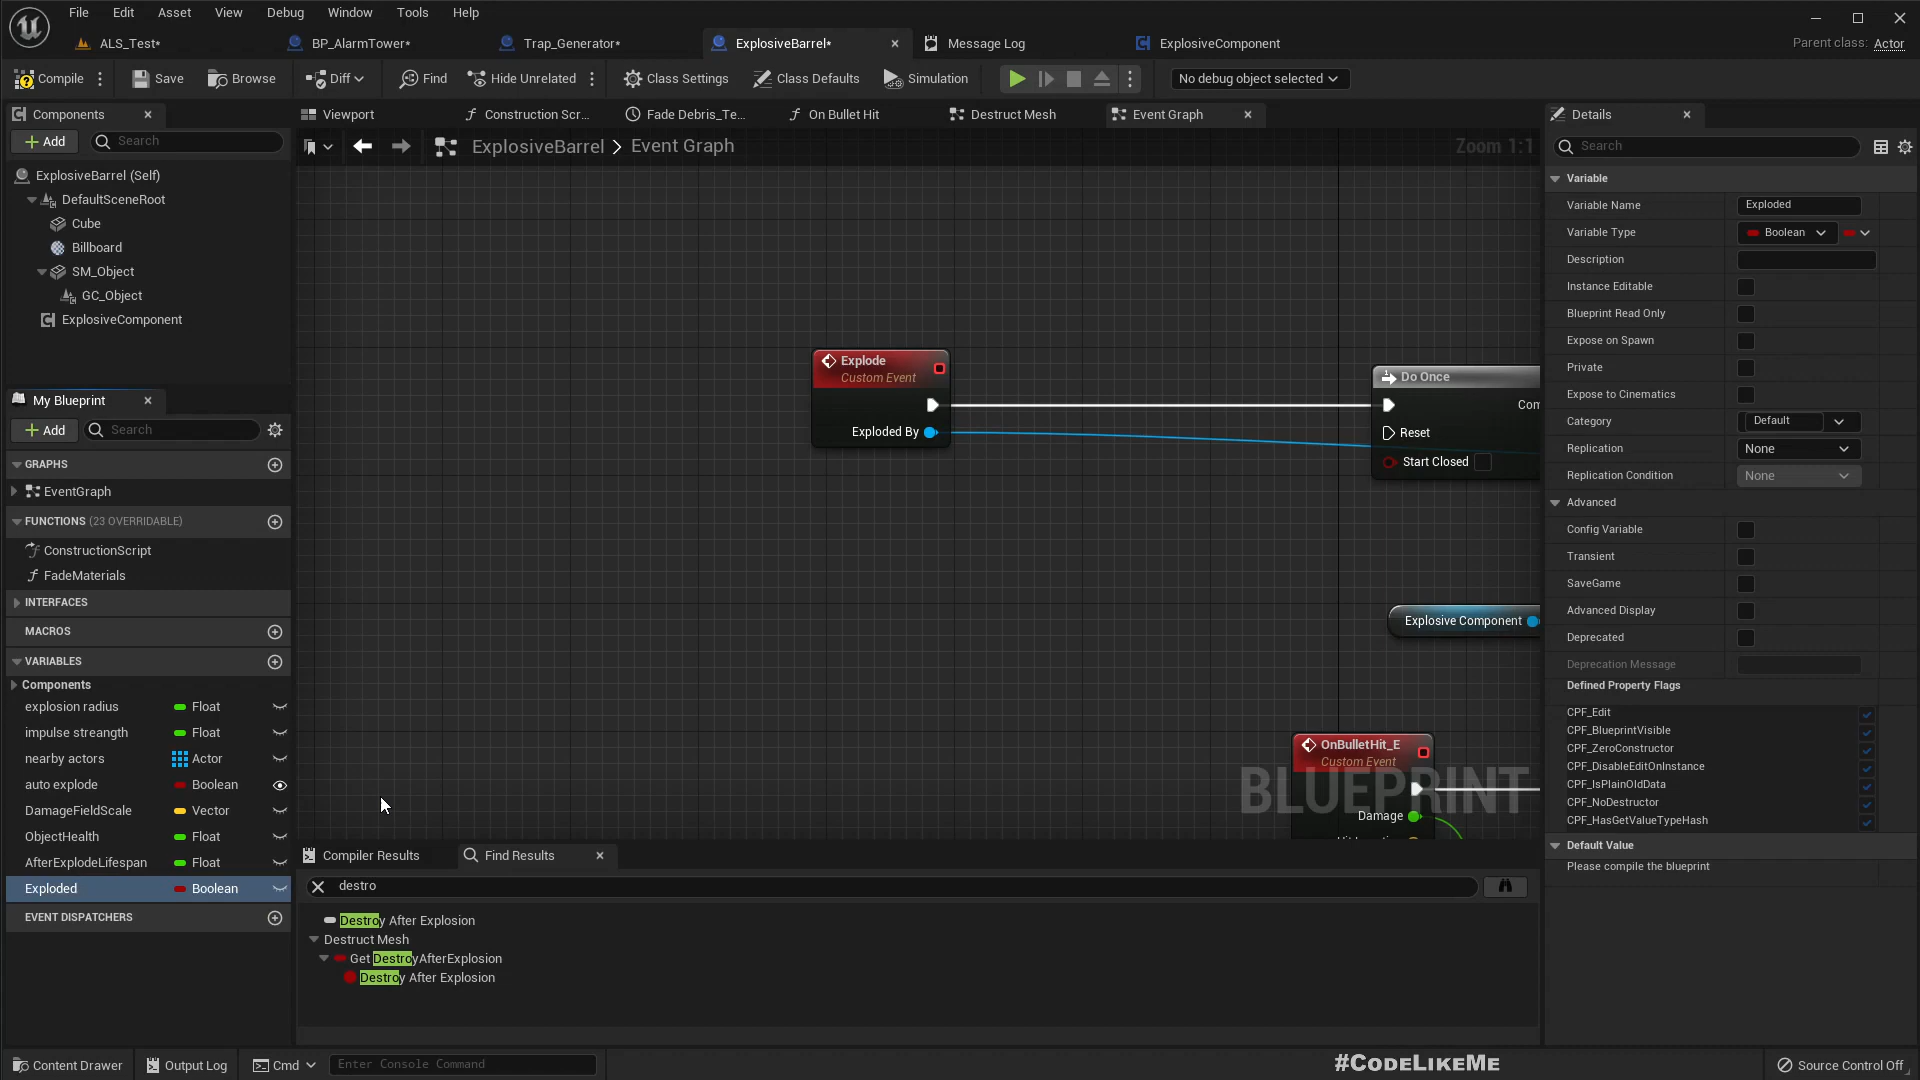 File Edit Asset View Debug Window Tools Help
ALS_Test* BP_AlarmTower* Trap_Generator* ExplosiveBarrel* Message Log ExplosiveComponent Parent class: Actor
Compile Save Browse Diff Find Hide Unrelated Class Settings Class Defaults Simulation No debug object selected
Components
Add Search
ExplosiveBarrel (Self)
DefaultSceneRoot
Cube
Billboard
SM_Object
GC_Object
ExplosiveComponent
My Blueprint
Add Search
GRAPHS
EventGraph
FUNCTIONS (23 OVERRIDABLE)
ConstructionScript
FadeMaterials
INTERFACES
MACROS
VARIABLES
Components
explosion radius Float
impulse streangth Float
nearby actors Actor
auto explode Boolean
DamageFieldScale Vector
ObjectHealth Float
AfterExplodeLifespan Float
Exploded Boolean
EVENT DISPATCHERS
Viewport Construction Scr... Fade Debris_Te... On Bullet Hit Destruct Mesh Event Graph
ExplosiveBarrel > Event Graph Zoom 1:1
Explode
Custom Event
Exploded By
Do Once
Com
Reset
Start Closed
Explosive Component
OnBulletHit_E
Custom Event
Damage
BLUEPRINT
Compiler Results Find Results
destro
Destroy After Explosion
Destruct Mesh
Get DestroyAfterExplosion
Destroy After Explosion
Details
Search
Variable
Variable Name Exploded
Variable Type Boolean
Description
Instance Editable
Blueprint Read Only
Expose on Spawn
Private
Expose to Cinematics
Category Default
Replication None
Replication Condition None
Advanced
Config Variable
Transient
SaveGame
Advanced Display
Deprecated
Deprecation Message
Defined Property Flags
CPF_Edit
CPF_BlueprintVisible
CPF_ZeroConstructor
CPF_DisableEditOnInstance
CPF_IsPlainOldData
CPF_NoDestructor
CPF_HasGetValueTypeHash
Default Value
Please compile the blueprint
Content Drawer Output Log Cmd Enter Console Command #CodeLikeMe Source Control Off